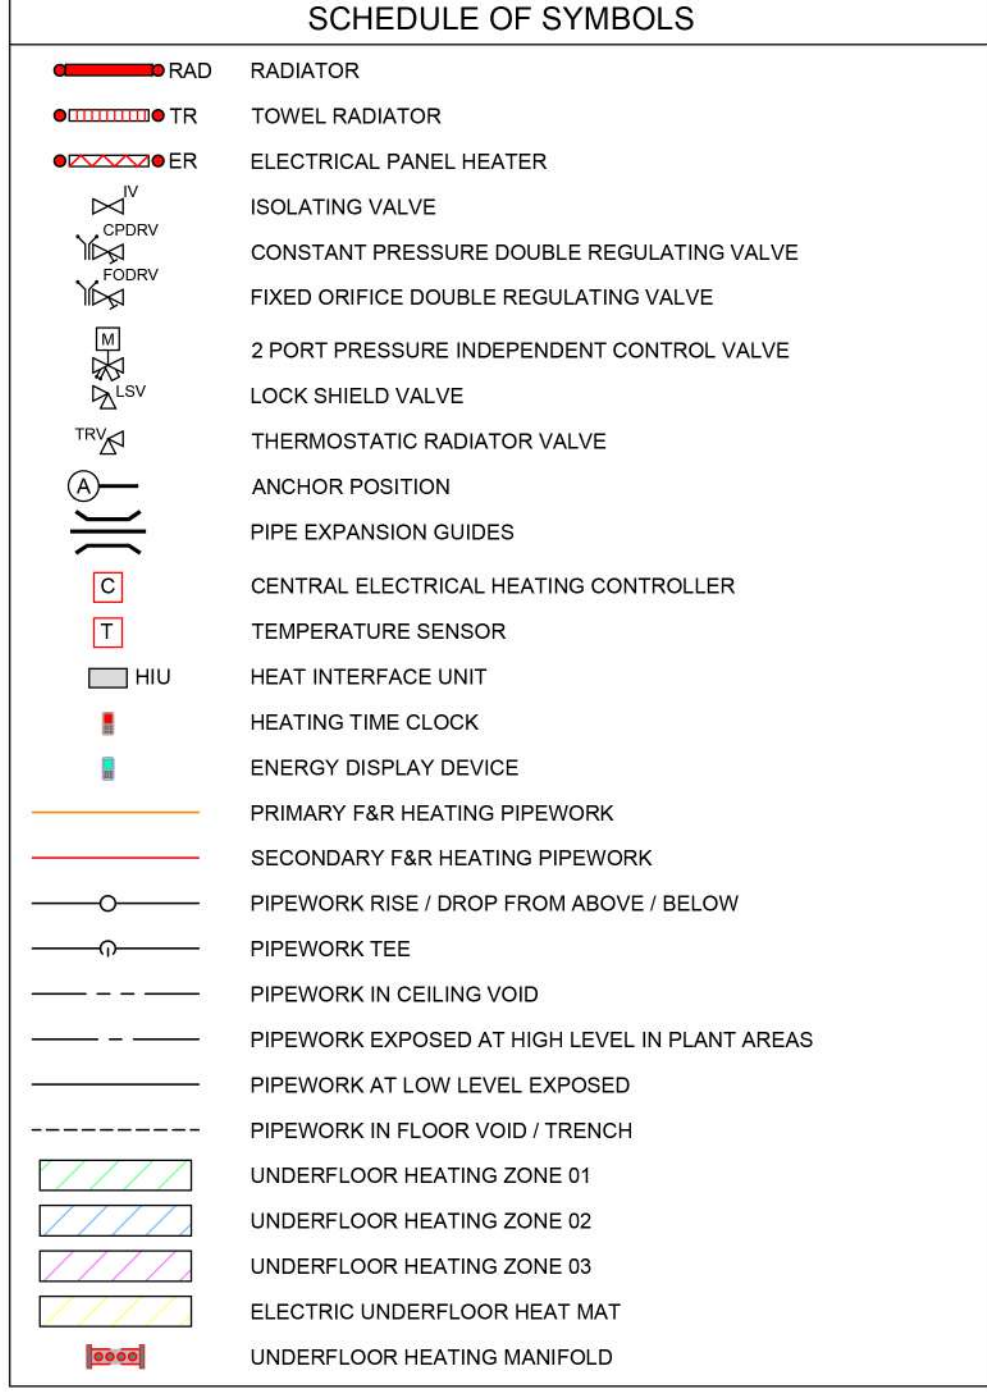 SCHEDULE OF SYMBOLS
RAD RADIATOR
TR TOWEL RADIATOR
ER ELECTRICAL PANEL HEATER
IV ISOLATING VALVE
CPDRV CONSTANT PRESSURE DOUBLE REGULATING VALVE
FODRV FIXED ORIFICE DOUBLE REGULATING VALVE
M 2 PORT PRESSURE INDEPENDENT CONTROL VALVE
LSV LOCK SHIELD VALVE
TRV THERMOSTATIC RADIATOR VALVE
A ANCHOR POSITION
PIPE EXPANSION GUIDES
C CENTRAL ELECTRICAL HEATING CONTROLLER
T TEMPERATURE SENSOR
HIU HEAT INTERFACE UNIT
HEATING TIME CLOCK
ENERGY DISPLAY DEVICE
PRIMARY F&R HEATING PIPEWORK
SECONDARY F&R HEATING PIPEWORK
PIPEWORK RISE / DROP FROM ABOVE / BELOW
PIPEWORK TEE
PIPEWORK IN CEILING VOID
PIPEWORK EXPOSED AT HIGH LEVEL IN PLANT AREAS
PIPEWORK AT LOW LEVEL EXPOSED
PIPEWORK IN FLOOR VOID / TRENCH
UNDERFLOOR HEATING ZONE 01
UNDERFLOOR HEATING ZONE 02
UNDERFLOOR HEATING ZONE 03
ELECTRIC UNDERFLOOR HEAT MAT
UNDERFLOOR HEATING MANIFOLD